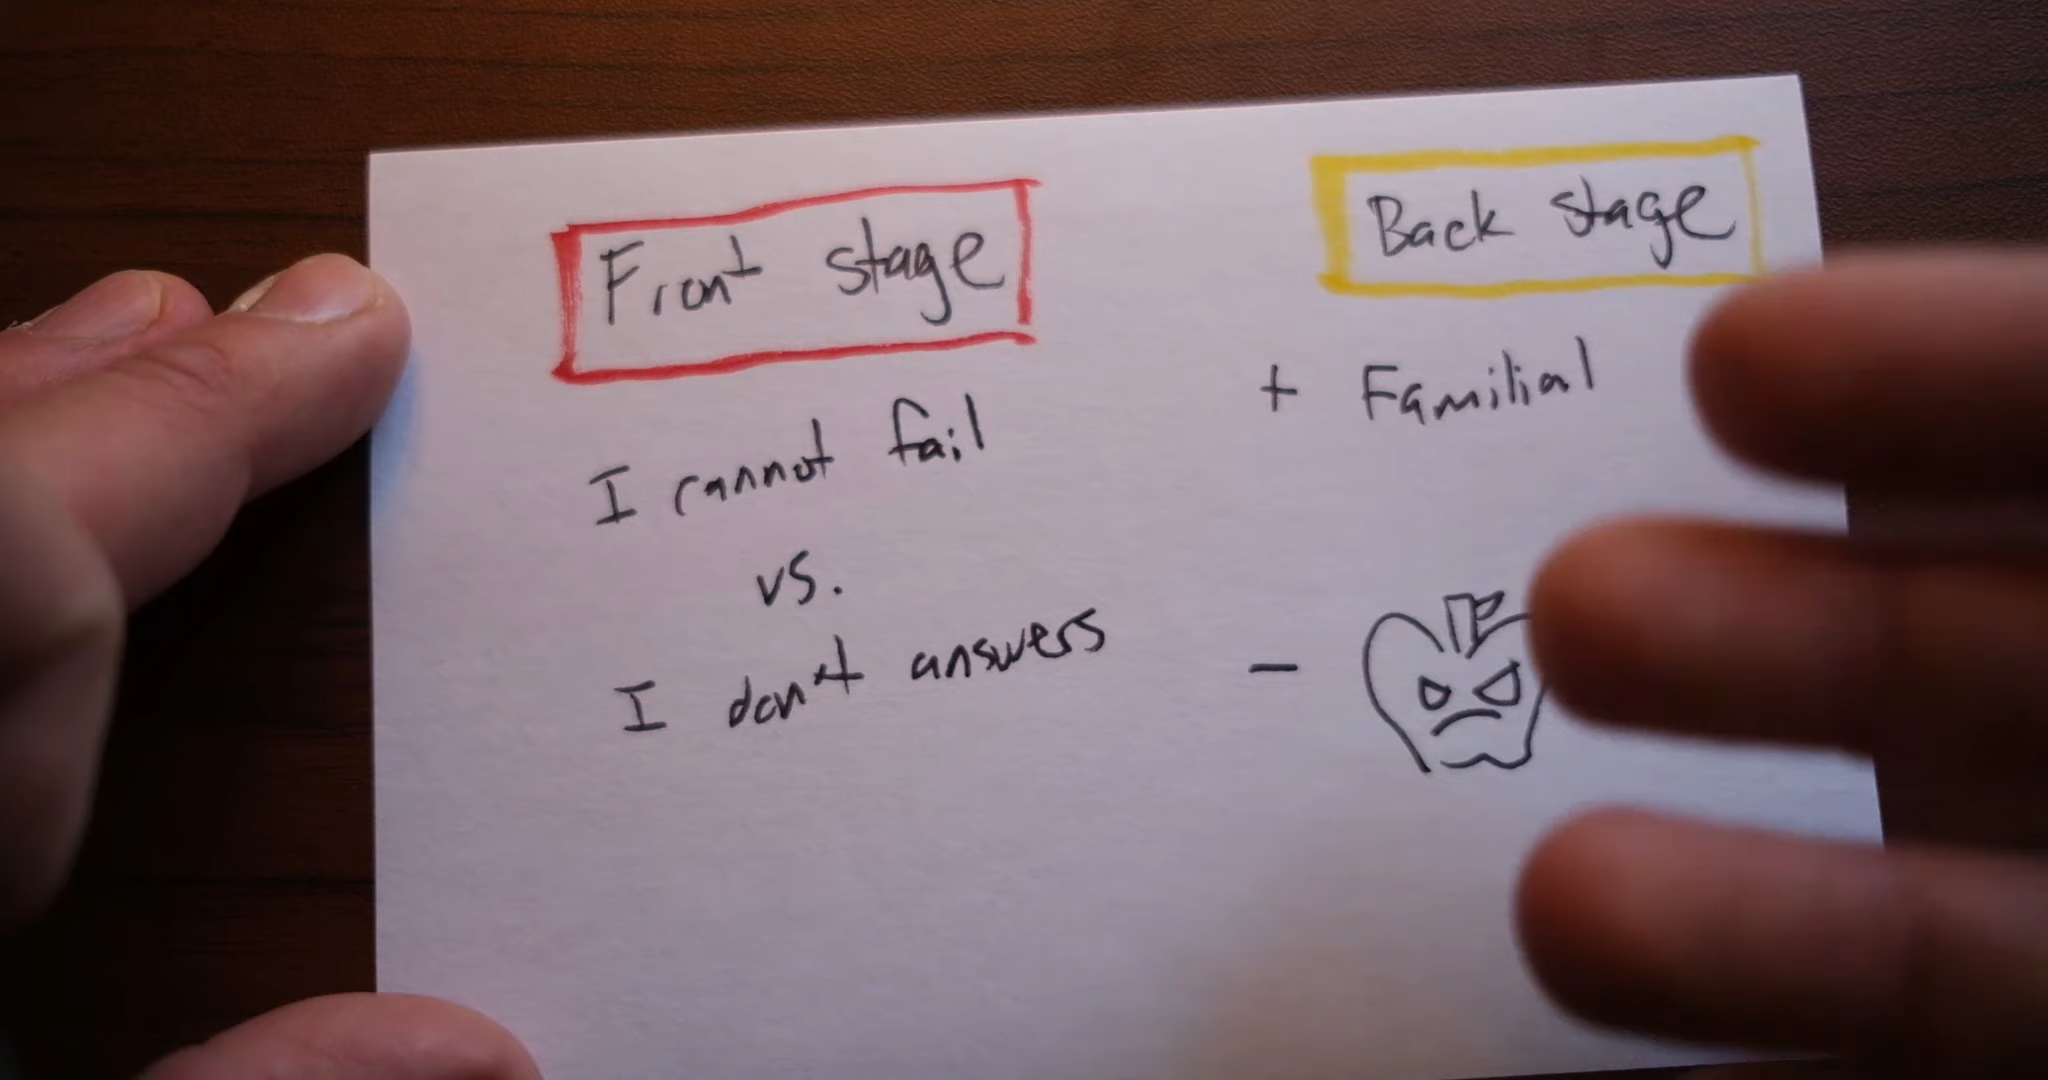 Front stage
I cannot fail
vs.
I don't answers
Back stage
+ Familial
-